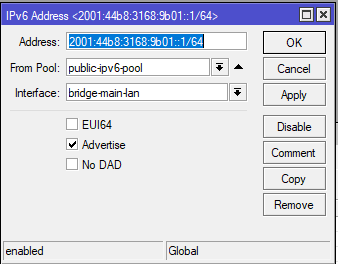 IPv6 Address <2001:44b8:3168:9b01::1/64>
Address: 2001:44b8:3168:9b01::1/64
OK
From Pool: public-ipv6-pool
Cancel
Interface: bridge-main-lan
Apply
EUI64
Disable
Advertise
Comment
No DAD
Copy
Remove
enabled
Global